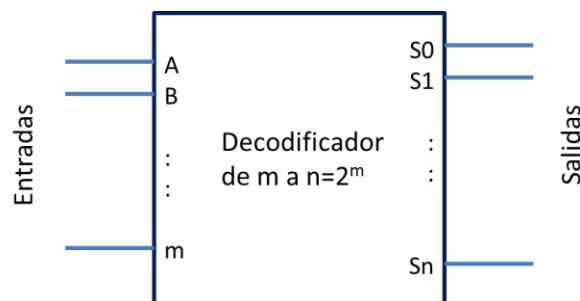 Entradas
A
B
:
:
m
Decodificador
de m a n=2ᵐ
S0
S1
:
:
Sn
Salidas